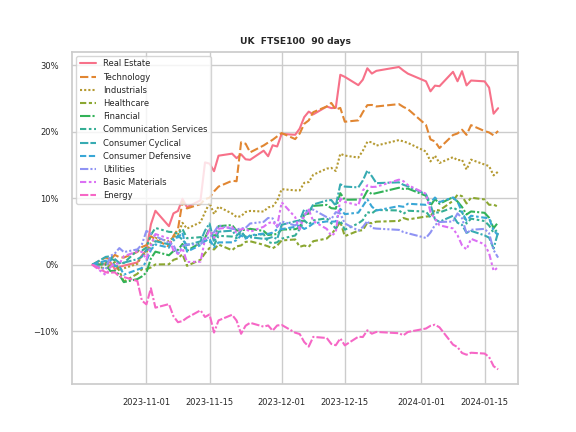 UK FTSE100 90 days
30%
20%
10%
0%
−10%
Real Estate
Technology
Industrials
Healthcare
Financial
Communication Services
Consumer Cyclical
Consumer Defensive
Utilities
Basic Materials
Energy
2023-11-01
2023-11-15
2023-12-01
2023-12-15
2024-01-01
2024-01-15